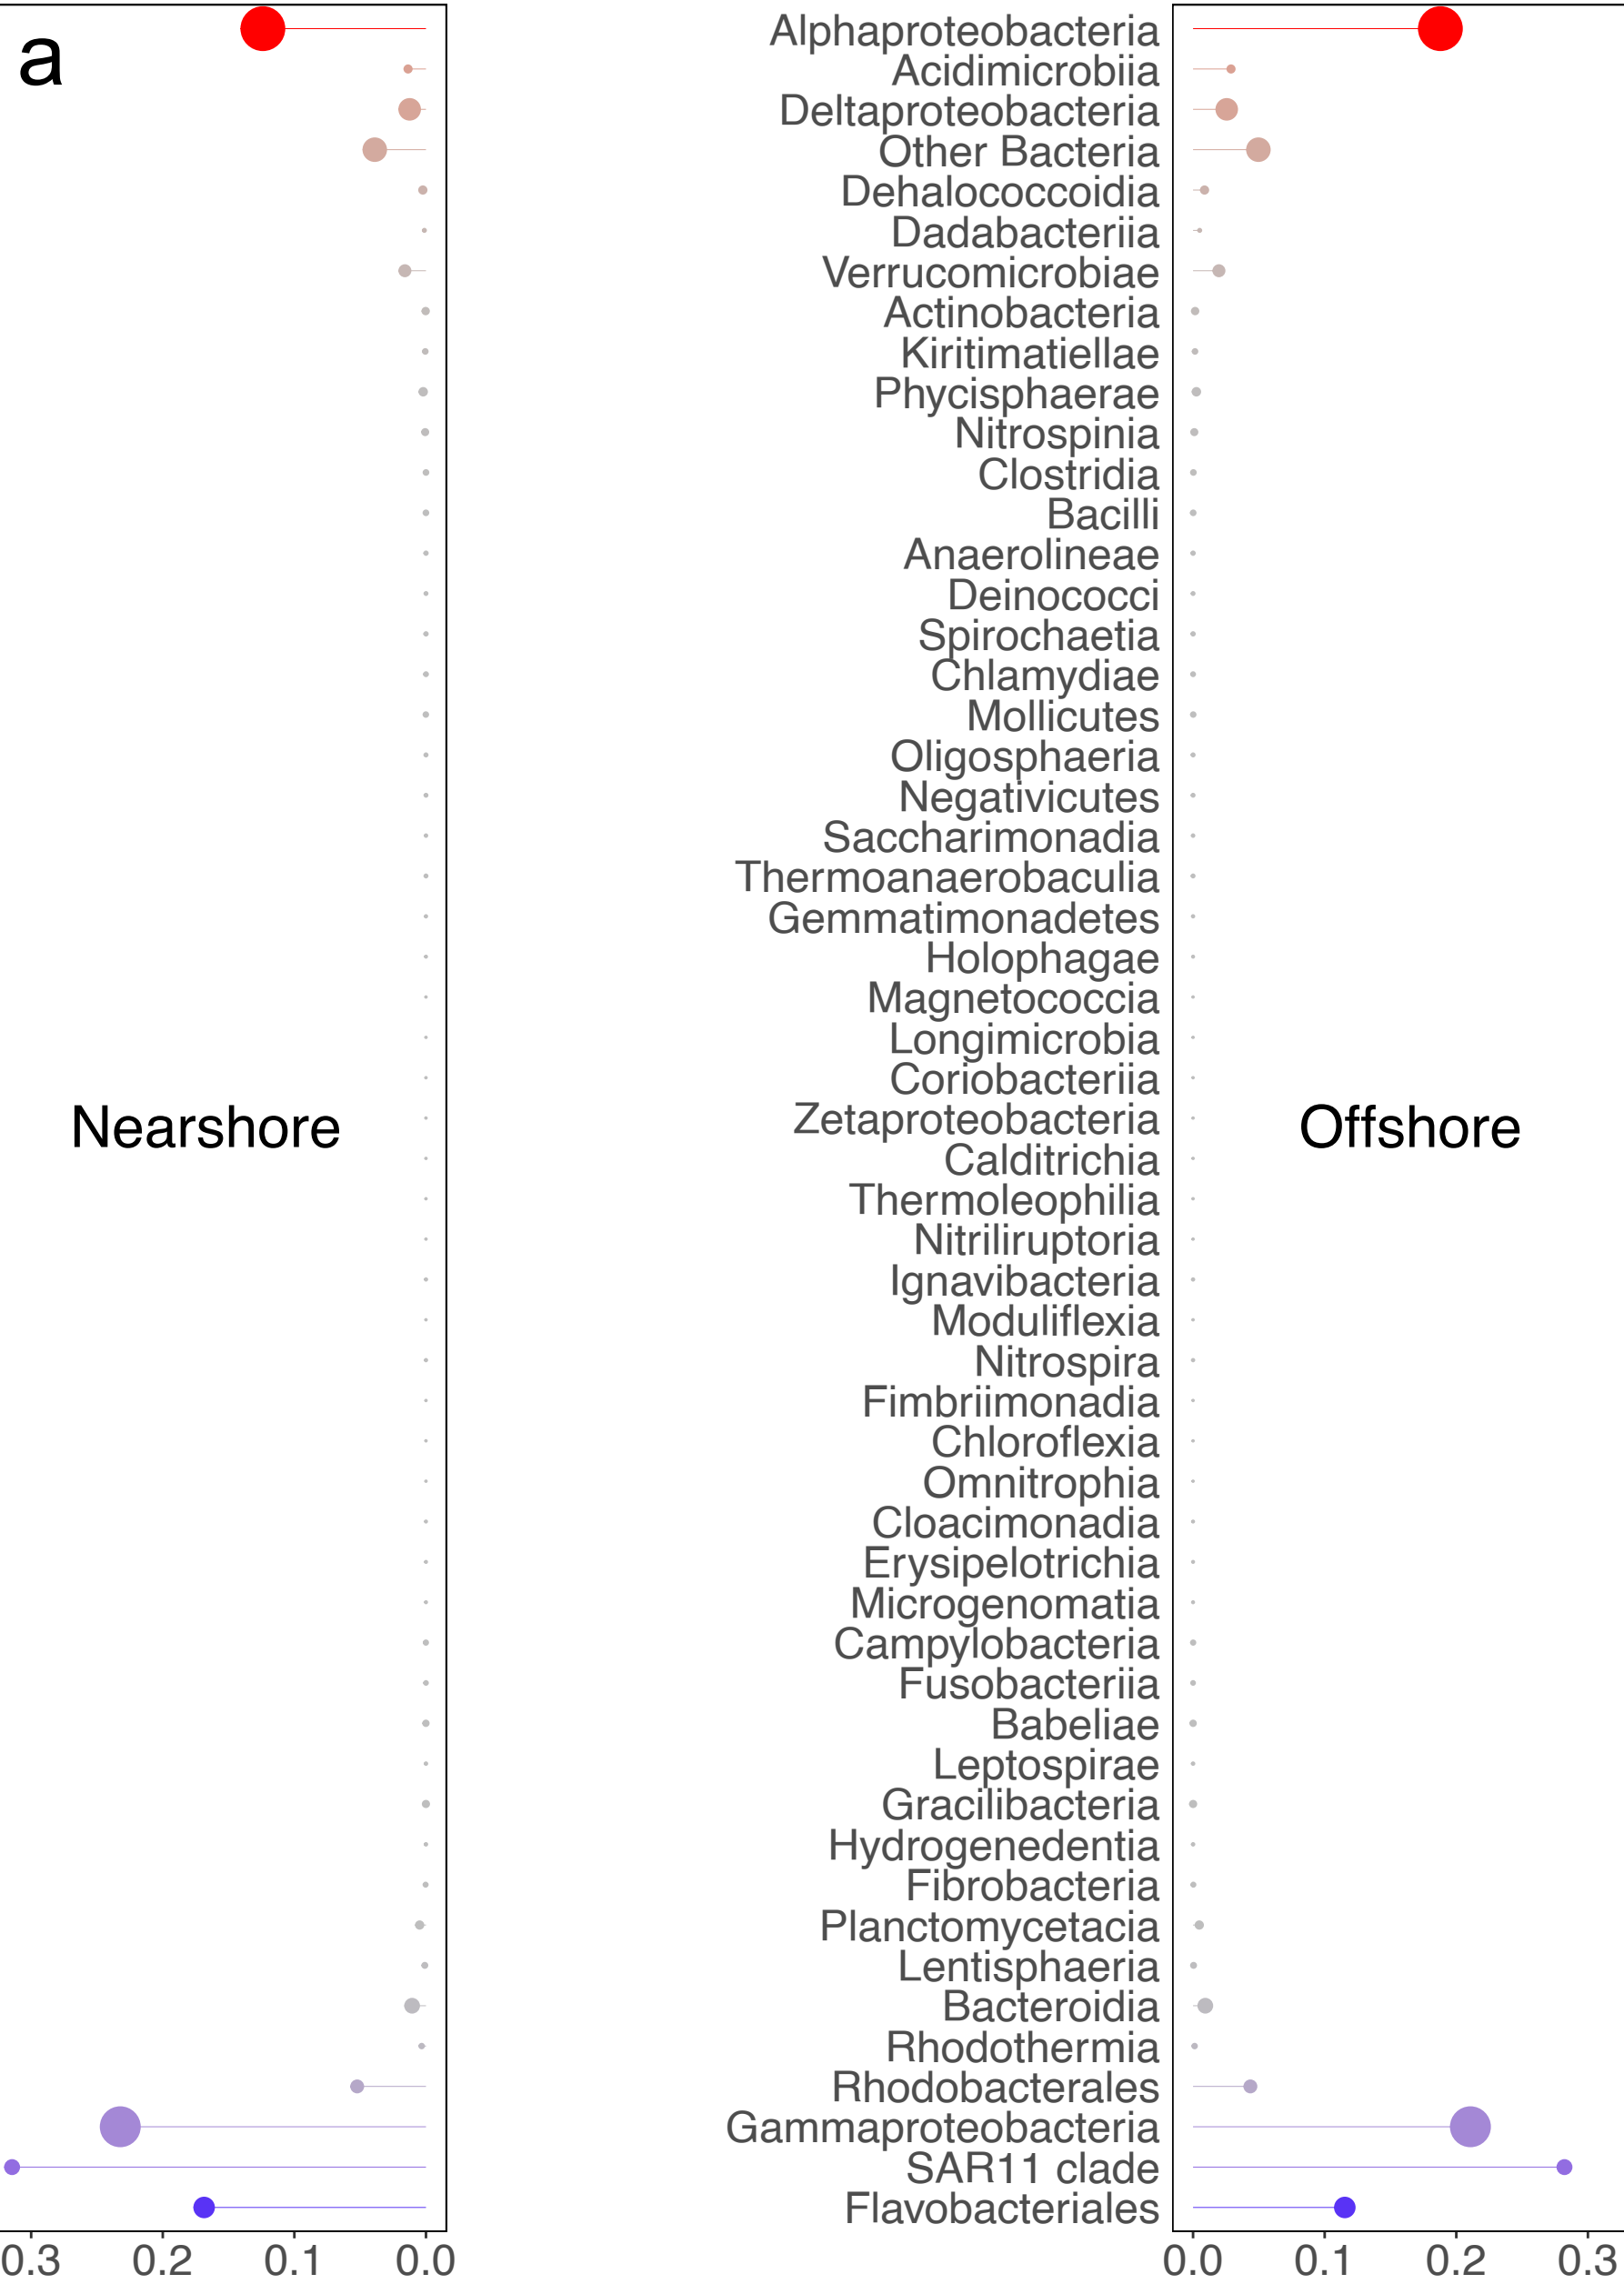 a
Alphaproteobacteria
Acidimicrobiia
Deltaproteobacteria
Other Bacteria
Dehalococcoidia
Dadabacteriia
Verrucomicrobiae
Actinobacteria
Kiritimatiellae
Phycisphaerae
Nitrospinia
Clostridia
Bacilli
Anaerolineae
Deinococci
Spirochaetia
Chlamydiae
Mollicutes
Oligosphaeria
Negativicutes
Saccharimonadia
Thermoanaerobaculia
Gemmatimonadetes
Holophagae
Magnetococcia
Longimicrobia
Coriobacteriia
Nearshore Zetaproteobacteria Offshore
Calditrichia
Thermoleophilia
Nitriliruptoria
Ignavibacteria
Moduliflexia
Nitrospira
Fimbriimonadia
Chloroflexia
Omnitrophia
Cloacimonadia
Erysipelotrichia
Microgenomatia
Campylobacteria
Fusobacteriia
Babeliae
Leptospirae
Gracilibacteria
Hydrogenedentia
Fibrobacteria
Planctomycetacia
Lentisphaeria
Bacteroidia
Rhodothermia
Rhodobacterales
Gammaproteobacteria
SAR11 clade
Flavobacteriales
0.3 0.2 0.1 0.0 0.0 0.1 0.2 0.3